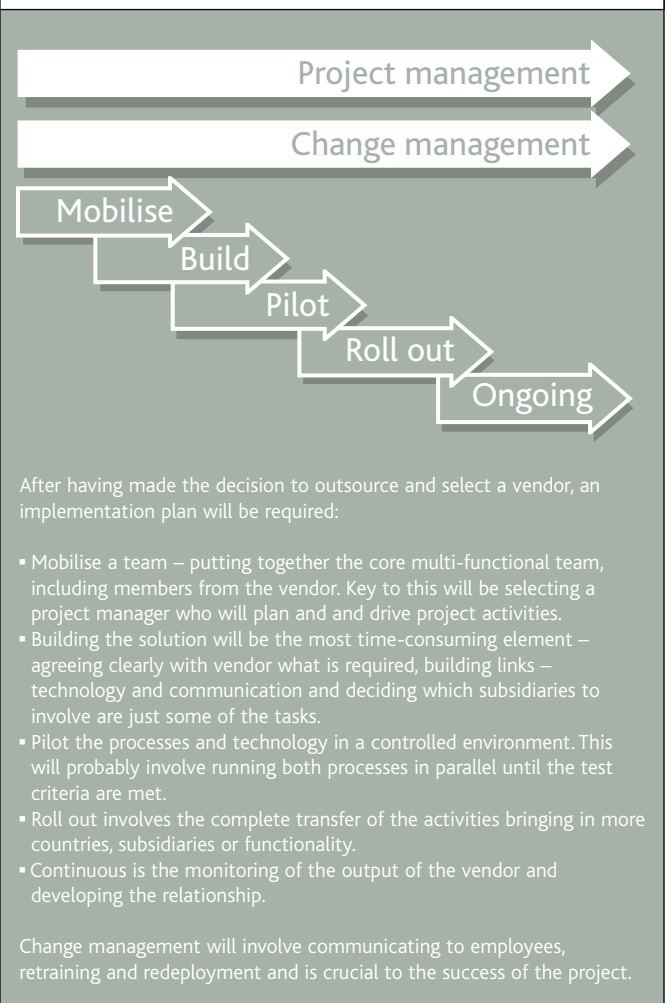 Project management
Change management
Mobilise
Build
Pilot
Roll out
Ongoing
After having made the decision to outsource and select a vendor, an
implementation plan will be required:
▪ Mobilise a team – putting together the core multi-functional team,
including members from the vendor. Key to this will be selecting a
project manager who will plan and and drive project activities.
▪ Building the solution will be the most time-consuming element –
agreeing clearly with vendor what is required, building links –
technology and communication and deciding which subsidiaries to
involve are just some of the tasks.
▪ Pilot the processes and technology in a controlled environment. This
will probably involve running both processes in parallel until the test
criteria are met.
▪ Roll out involves the complete transfer of the activities bringing in more
countries, subsidiaries or functionality.
▪ Continuous is the monitoring of the output of the vendor and
developing the relationship.
Change management will involve communicating to employees,
retraining and redeployment and is crucial to the success of the project.